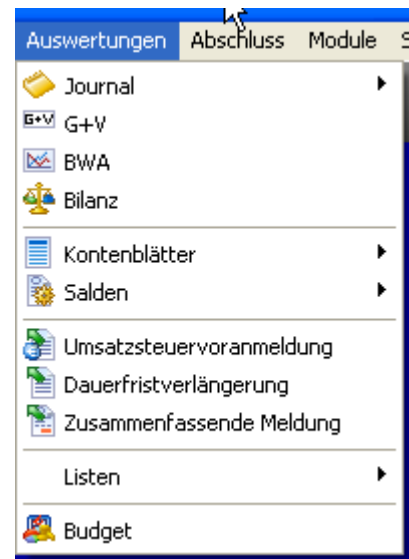 Auswertungen Abschluss Module S
Journal
G+V G+V
BWA
Bilanz
Kontenblätter
Salden
Umsatzsteuervoranmeldung
Dauerfristverlängerung
Zusammenfassende Meldung
Listen
Budget